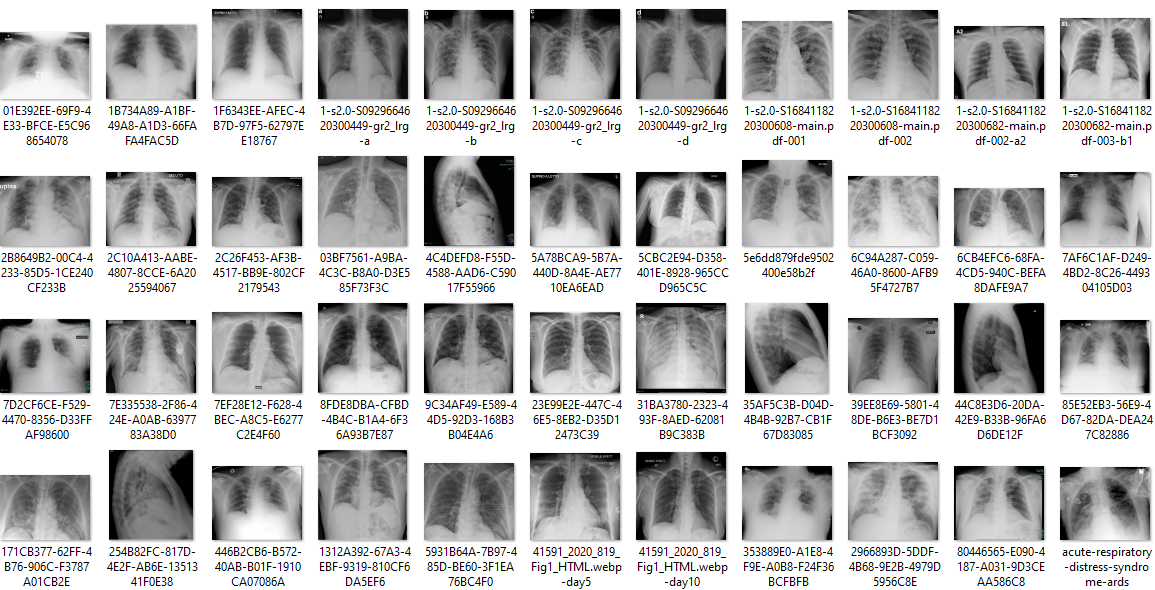 01E392EE-69F9-4
E33-BFCE-E5C96
8654078
1B734A89-A1BF-
49A8-A1D3-66FA
FA4FAC5D
1F6343EE-AFEC-4
B7D-97F5-62797E
E18767
a
1-s2.0-S09296646
20300449-gr2_lrg
-a
b
1-s2.0-S09296646
20300449-gr2_lrg
-b
c
1-s2.0-S09296646
20300449-gr2_lrg
-c
d
1-s2.0-S09296646
20300449-gr2_lrg
-d
1-s2.0-S16841182
20300608-main.p
df-001
1-s2.0-S16841182
20300608-main.p
df-002
A2
1-s2.0-S16841182
20300682-main.p
df-002-a2
B1
1-s2.0-S16841182
20300682-main.p
df-003-b1
upina
2B8649B2-00C4-4
233-85D5-1CE240
CF233B
2C10A413-AABE-
4807-8CCE-6A20
25594067
2C26F453-AF3B-
4517-BB9E-802CF
2179543
03BF7561-A9BA-
4C3C-B8A0-D3E5
85F73F3C
4C4DEFD8-F55D-
4588-AAD6-C590
17F55966
SUPINO A LETTO
5A78BCA9-5B7A-
440D-8A4E-AE77
10EA6EAD
5CBC2E94-D358-
401E-8928-965CC
D965C5C
5e6dd879fde9502
400e58b2f
6C94A287-C059-
46A0-8600-AFB9
5F4727B7
6CB4EFC6-68FA-
4CD5-940C-BEFA
8DAFE9A7
7AF6C1AF-D249-
4BD2-8C26-4493
04105D03
7D2CF6CE-F529-
4470-8356-D33FF
AF98600
7E335538-2F86-4
24E-A0AB-63977
83A38D0
7EF28E12-F628-4
BEC-A8C5-E6277
C2E4F60
8FDE8DBA-CFBD
-4B4C-B1A4-6F3
6A93B7E87
9C34AF49-E589-4
4D5-92D3-168B3
B04E4A6
23E99E2E-447C-4
6E5-8EB2-D35D1
2473C39
R
31BA3780-2323-4
93F-8AED-62081
B9C383B
35AF5C3B-D04D-
4B4B-92B7-CB1F
67D83085
39EE8E69-5801-4
8DE-B6E3-BE7D1
BCF3092
44C8E3D6-20DA-
42E9-B33B-96FA6
D6DE12F
85E52EB3-56E9-4
D67-82DA-DEA24
7C82886
171CB377-62FF-4
B76-906C-F3787
A01CB2E
254B82FC-817D-
4E2F-AB6E-13513
41F0E38
446B2CB6-B572-
40AB-B01F-1910
CA07086A
1312A392-67A3-4
EBF-9319-810CF6
DA5EF6
5931B64A-7B97-4
85D-BE60-3F1EA
76BC4F0
41591_2020_819_
Fig1_HTML.webp
-day5
41591_2020_819_
Fig1_HTML.webp
-day10
353889E0-A1E8-4
F9E-A0B8-F24F36
BCFBFB
2966893D-5DDF-
4B68-9E2B-4979D
5956C8E
80446565-E090-4
187-A031-9D3CE
AA586C8
acute-respiratory
-distress-syndro
me-ards